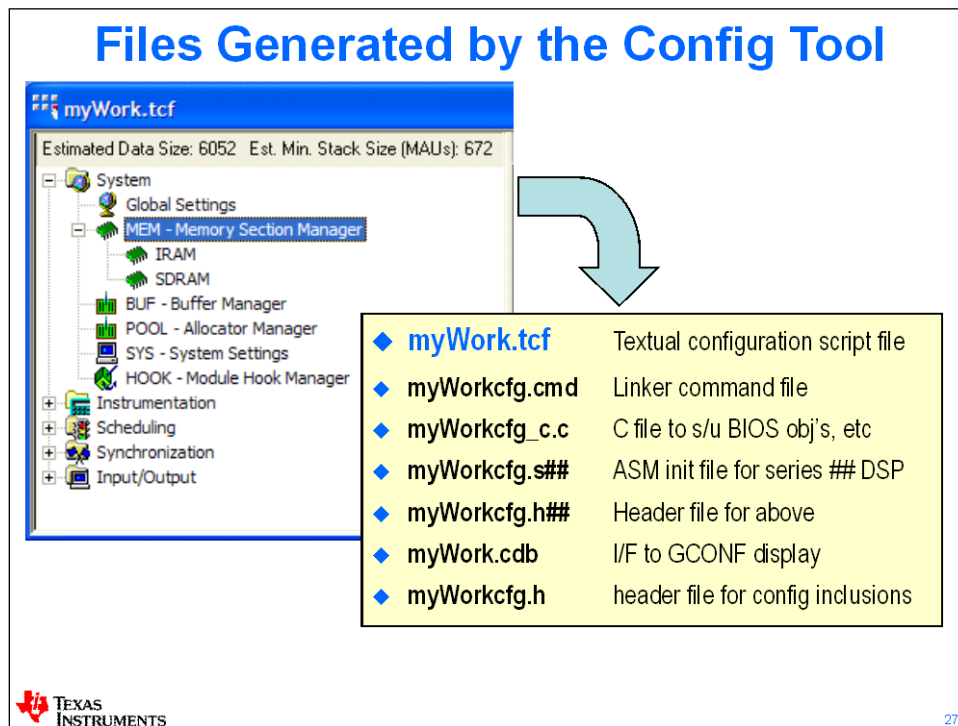 Files Generated by the Config Tool
myWork.tcf
Estimated Data Size: 6052 Est. Min. Stack Size (MAUs): 672
System
Global Settings
MEM - Memory Section Manager
IRAM
SDRAM
BUF - Buffer Manager
POOL - Allocator Manager
SYS - System Settings
HOOK - Module Hook Manager
Instrumentation
Scheduling
Synchronization
Input/Output
◆ myWork.tcf Textual configuration script file
◆ myWorkcfg.cmd Linker command file
◆ myWorkcfg_c.c C file to s/u BIOS obj's, etc
◆ myWorkcfg.s## ASM init file for series ## DSP
◆ myWorkcfg.h## Header file for above
◆ myWork.cdb I/F to GCONF display
◆ myWorkcfg.h header file for config inclusions
TEXAS
INSTRUMENTS
27